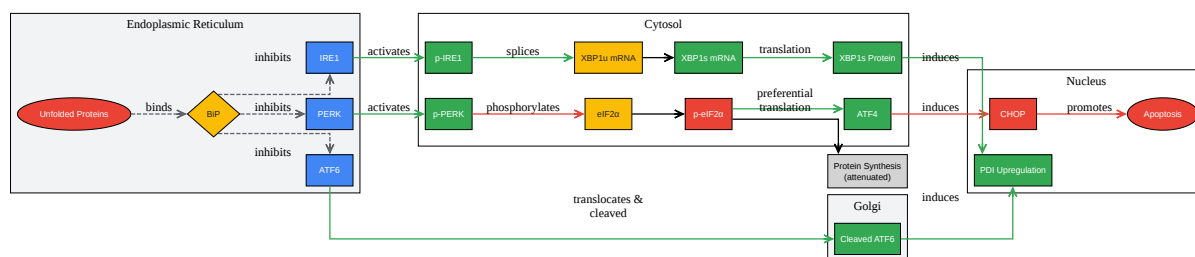 Endoplasmic Reticulum
Cytosol
inhibits
IRE1
activates
p-IRE1
splices
XBP1u mRNA
XBP1s mRNA
translation
XBP1s Protein
induces
Nucleus
Unfolded Proteins
binds
BiP
inhibits
PERK
activates
p-PERK
phosphorylates
eIF2α
p-eIF2α
preferential
translation
ATF4
induces
CHOP
promotes
Apoptosis
inhibits
ATF6
Protein Synthesis
(attenuated)
PDI Upregulation
translocates &
cleaved
Golgi
induces
Cleaved ATF6